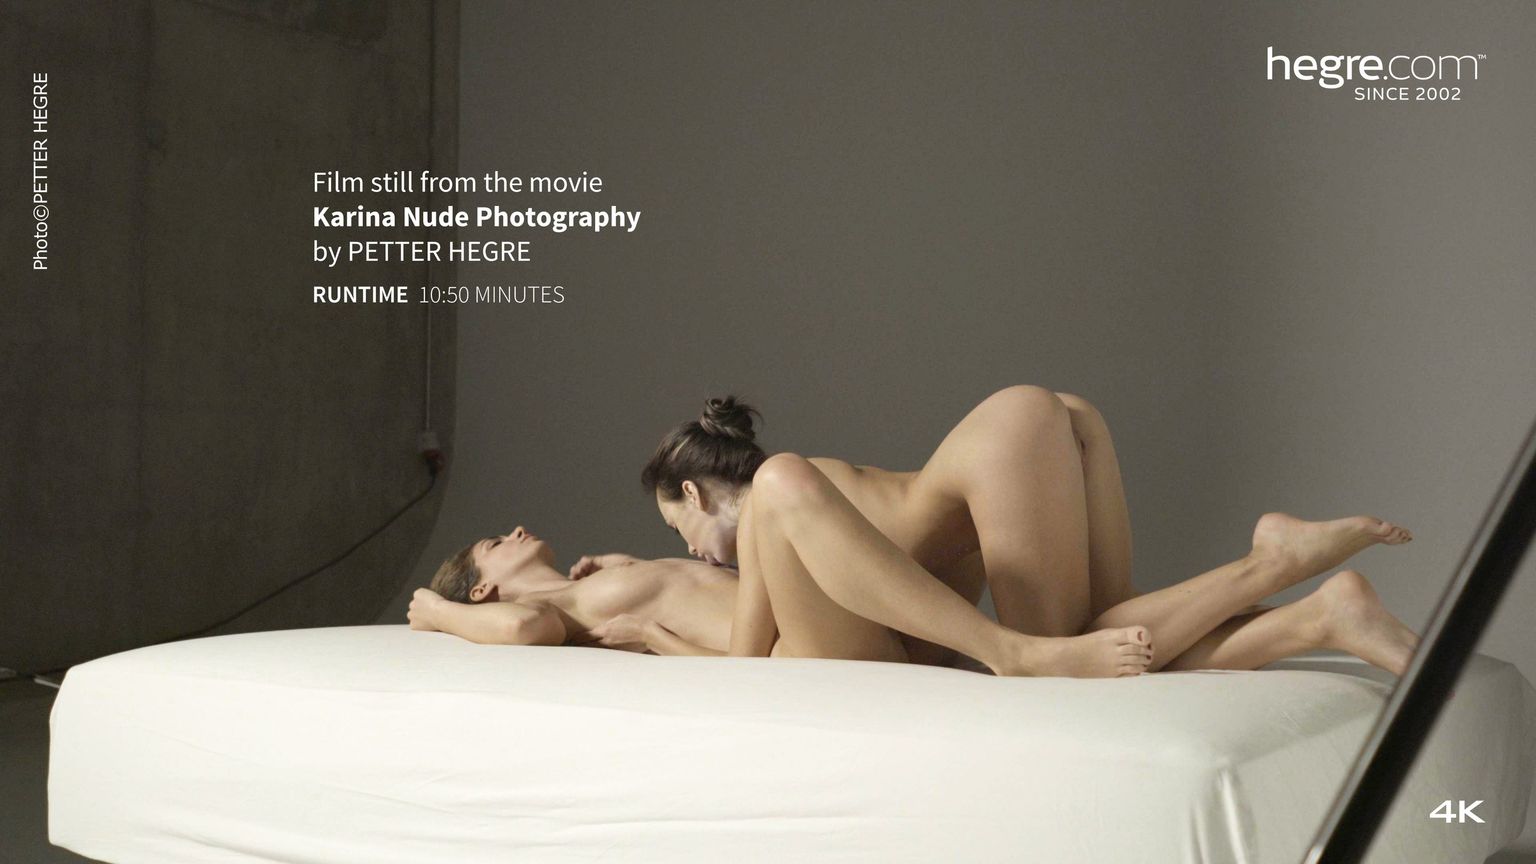 Photo©PETTER HEGRE
hegre.com™
SINCE 2002
Film still from the movie
Karina Nude Photography
by PETTER HEGRE
RUNTIME 10:50 MINUTES
4K